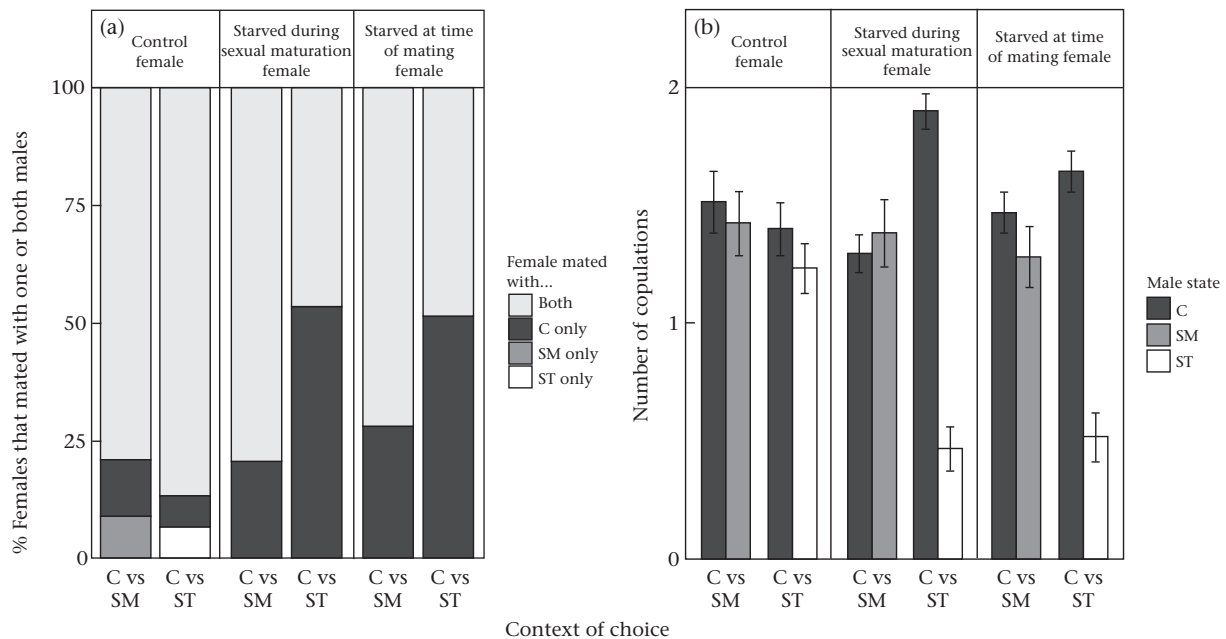 (a)
Control
female
Starved during
sexual maturation
female
Starved at time
of mating
female
% Females that mated with one or both males
100
75
50
25
0
C vs
SM
C vs
ST
C vs
SM
C vs
ST
C vs
SM
C vs
ST
Female mated
with...
Both
C only
SM only
ST only
(b)
Control
female
Starved during
sexual maturation
female
Starved at time
of mating female
Number of copulations
2
1
0
C vs
SM
C vs
ST
C vs
SM
C vs
ST
C vs
SM
C vs
ST
Male state
C
SM
ST
Context of choice